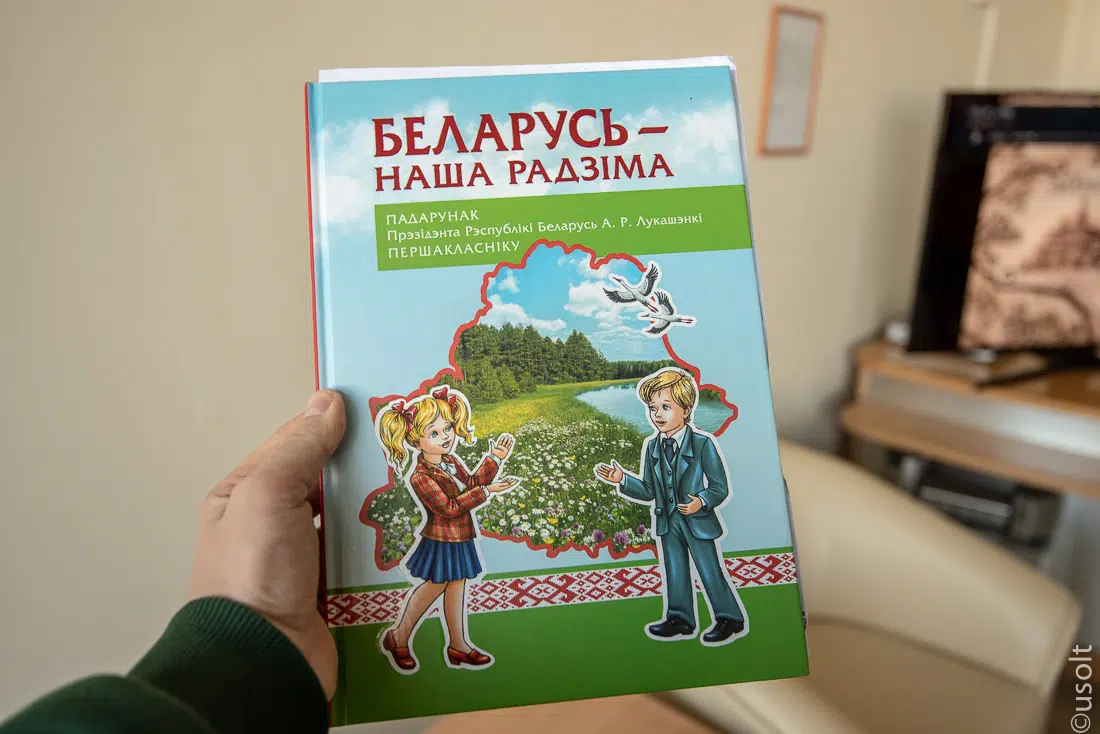 БЕЛАРУСЬ –
НАША РАДЗІМА
ПАДАРУНАК
Прэзідэнта Рэспублікі Беларусь А. Р. Лукашэнкі
ПЕРШАКЛАСНІКУ
©usolt